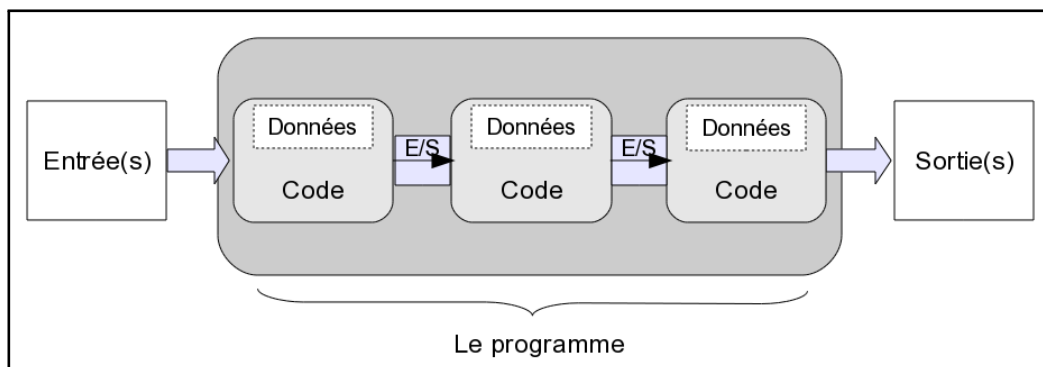 Entrée(s)
Données
Code
E/S
Données
Code
E/S
Données
Code
Sortie(s)
Le programme